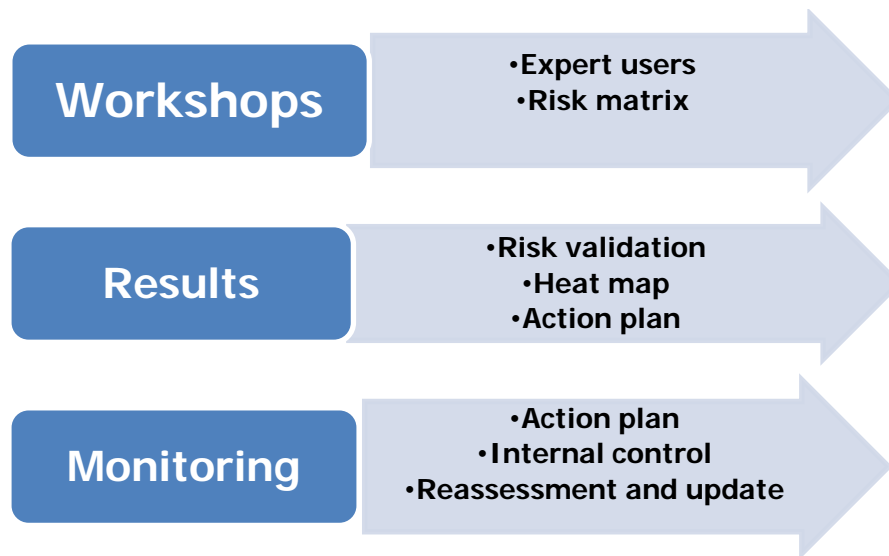 Workshops
•Expert users
•Risk matrix
Results
•Risk validation
•Heat map
•Action plan
Monitoring
•Action plan
•Internal control
•Reassessment and update